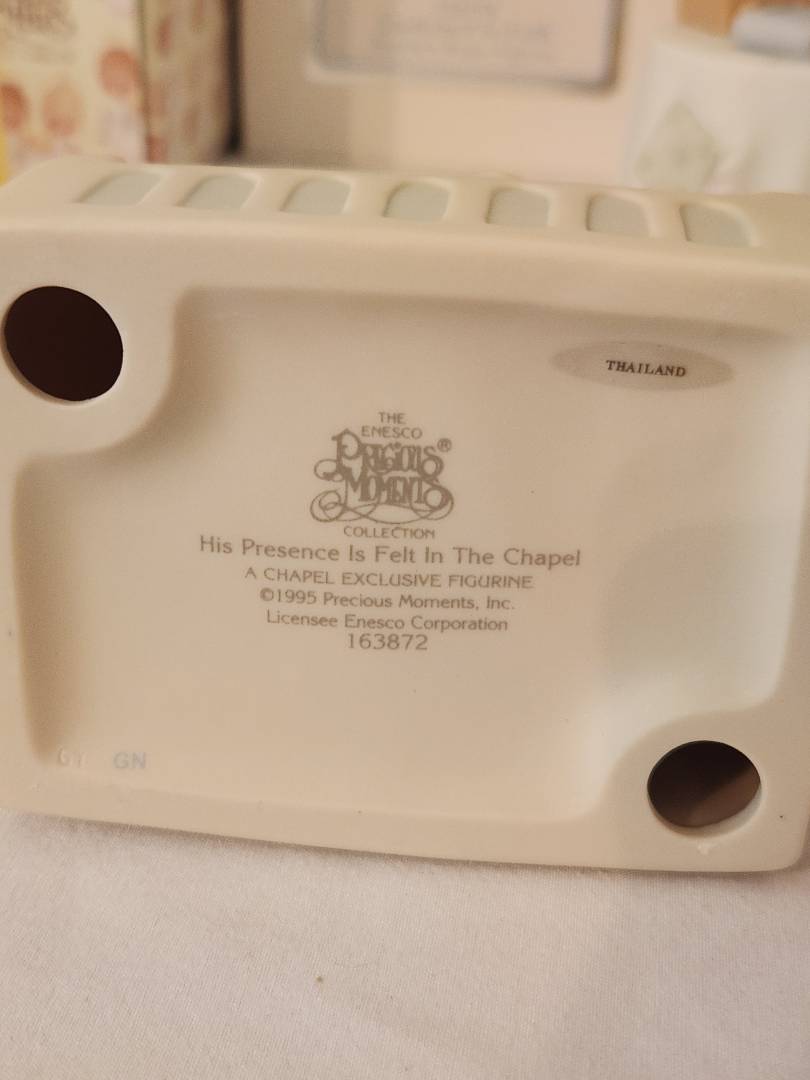 THAILAND
THE
ENESCO
PRECIOUS®
MOMENTS
COLLECTION
His Presence Is Felt In The Chapel
A CHAPEL EXCLUSIVE FIGURINE
©1995 Precious Moments, Inc.
Licensee Enesco Corporation
163872
GN